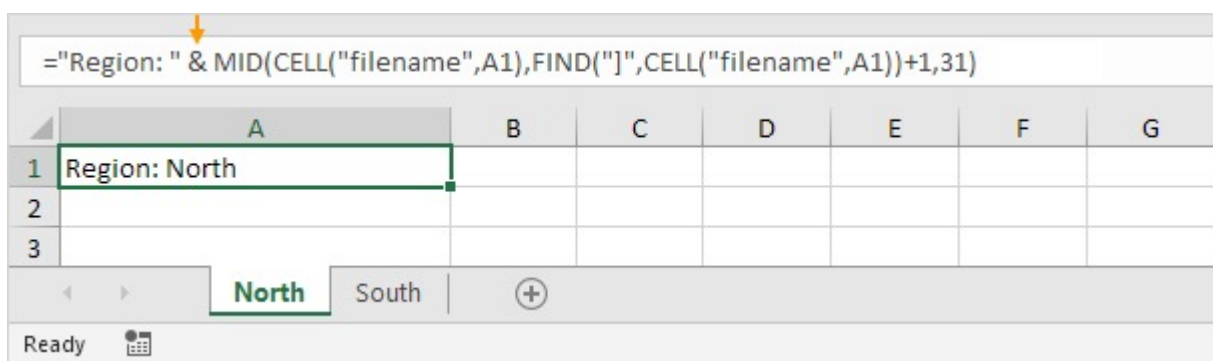 ="Region: " & MID(CELL("filename",A1),FIND("]",CELL("filename",A1))+1,31)
A B C D E F G
1 Region: North
2
3
North South
Ready